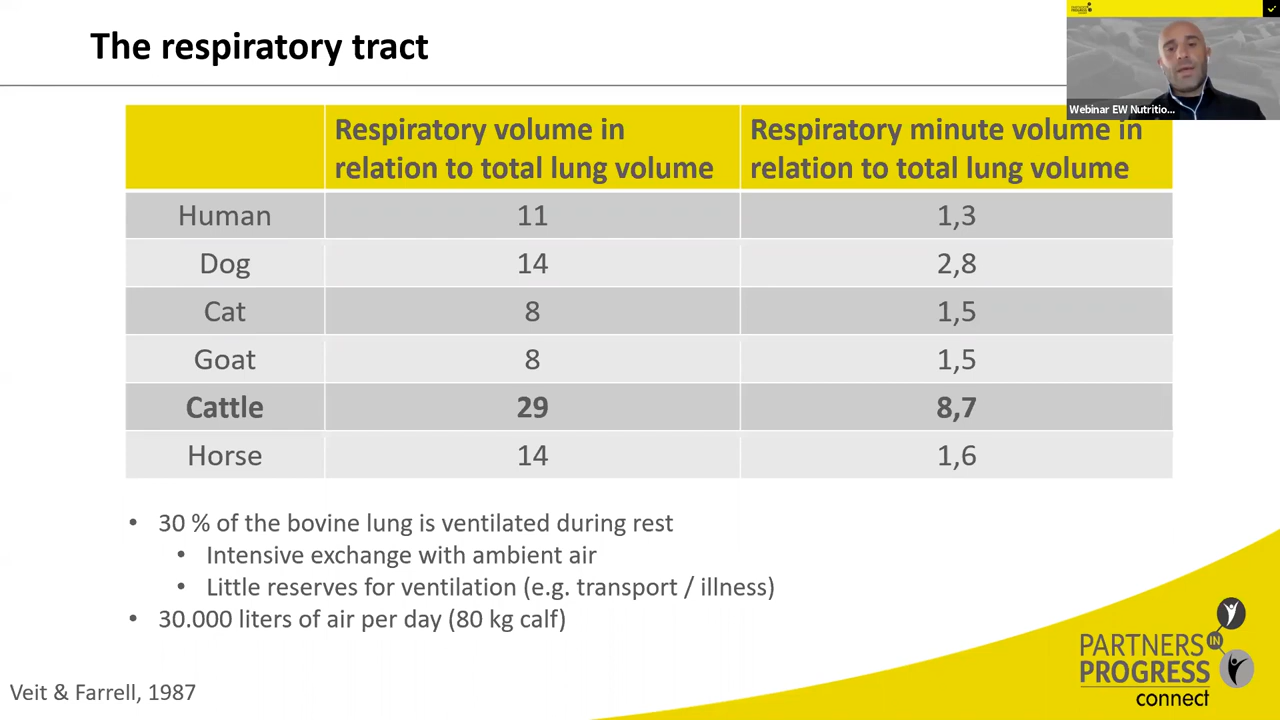 The respiratory tract
Webinar EW Nutritio...
Respiratory volume in
relation to total lung volume
Respiratory minute volume in
relation to total lung volume
Human 11 1,3
Dog 14 2,8
Cat 8 1,5
Goat 8 1,5
Cattle 29 8,7
Horse 14 1,6
• 30 % of the bovine lung is ventilated during rest
• Intensive exchange with ambient air
• Little reserves for ventilation (e.g. transport / illness)
• 30.000 liters of air per day (80 kg calf)
Veit & Farrell, 1987
PARTNERS IN
PROGRESS
connect